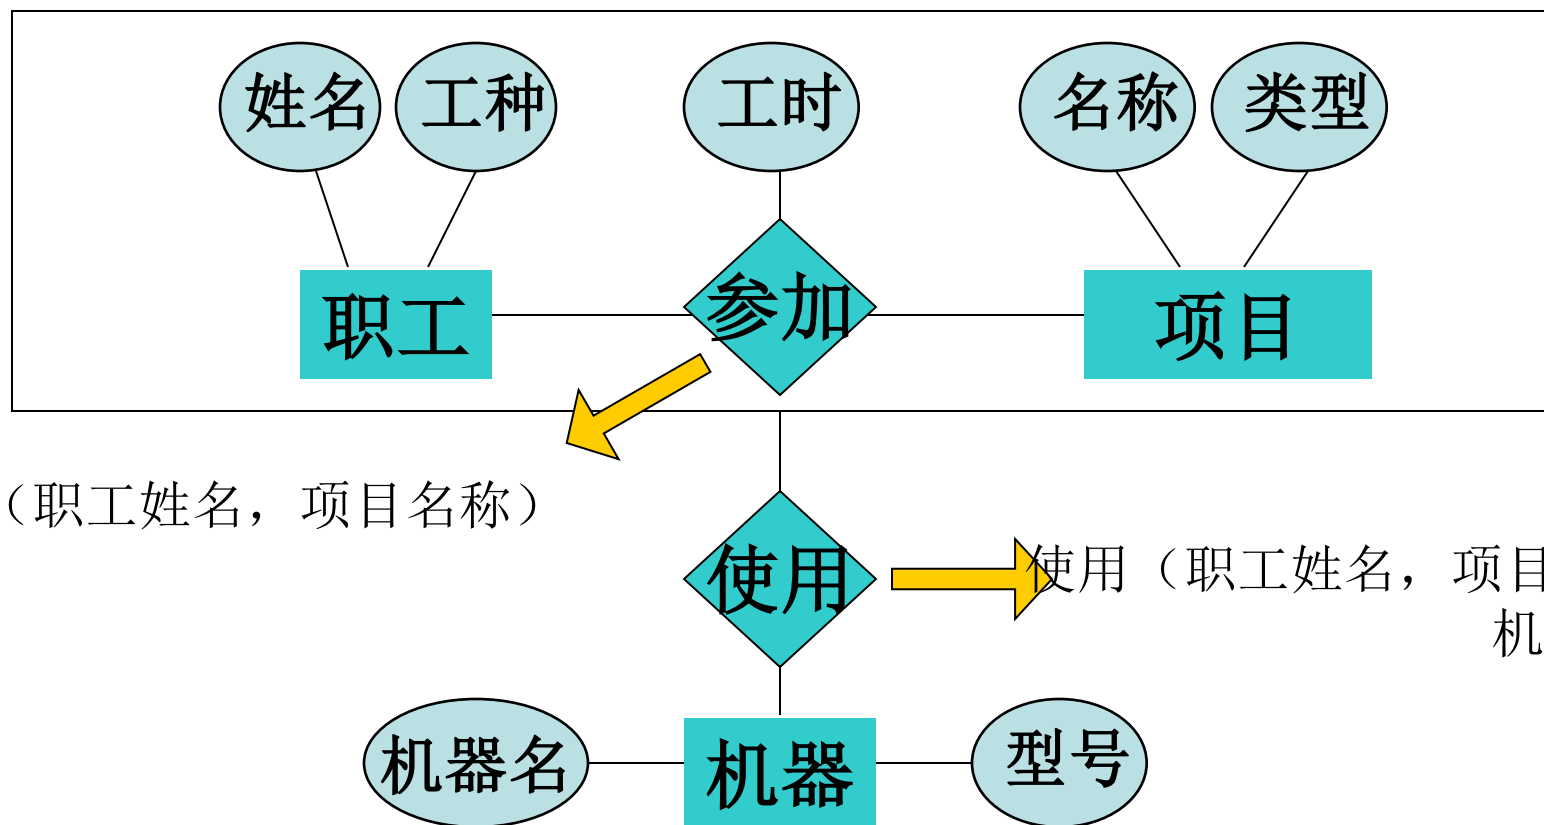 姓名 工种 工时 名称 类型
职工 参加 项目
（职工姓名，项目名称）
使用 使用（职工姓名，项目
机
机器名 机器 型号